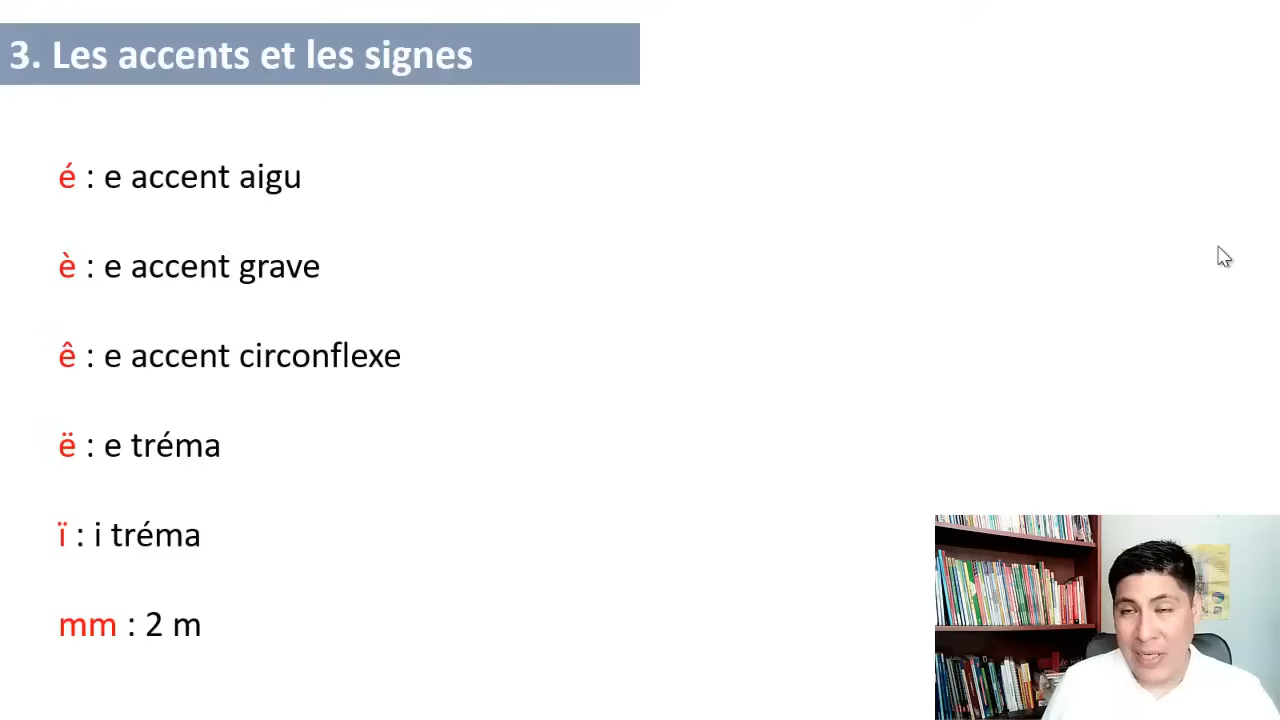 3. Les accents et les signes
é : e accent aigu
è : e accent grave
ê : e accent circonflexe
ë : e tréma
ï : i tréma
mm : 2 m